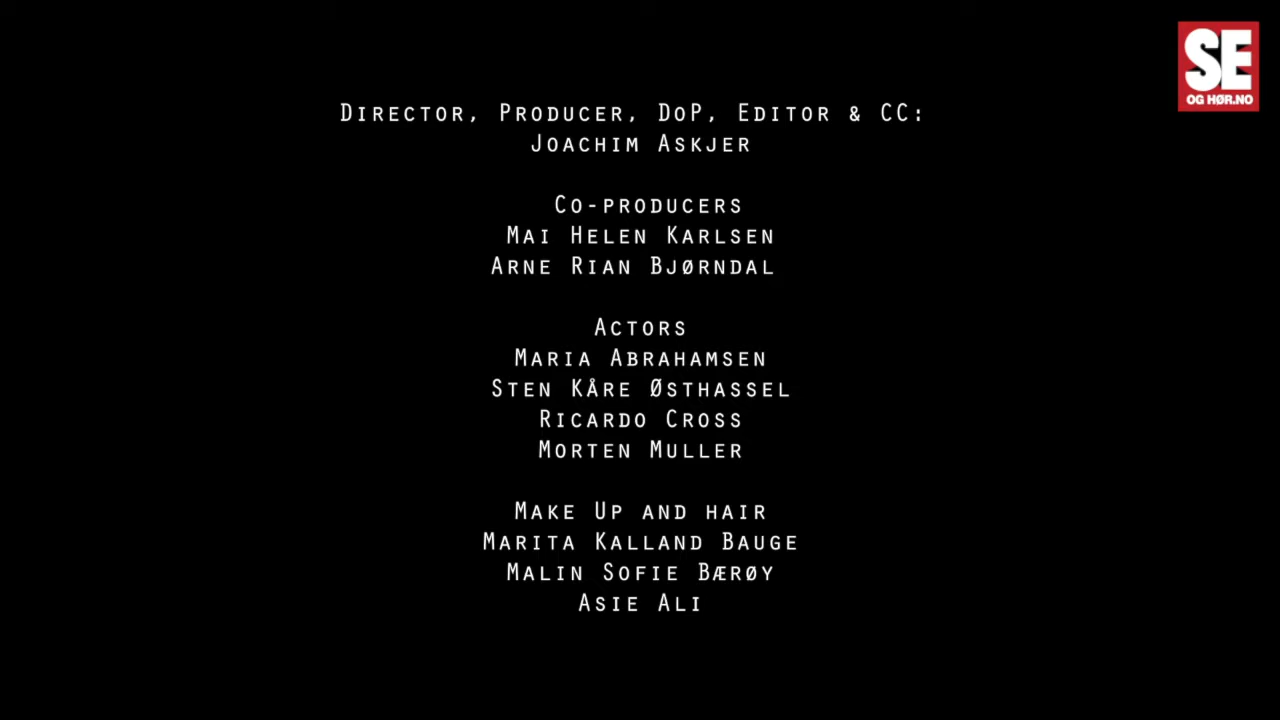 SE
OG HØR.NO
Director, Producer, DoP, Editor & CC:
Joachim Askjer
Co-producers
Mai Helen Karlsen
Arne Rian Bjørndal
Actors
Maria Abrahamsen
Sten Kåre Østhassel
Ricardo Cross
Morten Muller
Make Up and hair
Marita Kalland Bauge
Malin Sofie Bærøy
Asie Ali